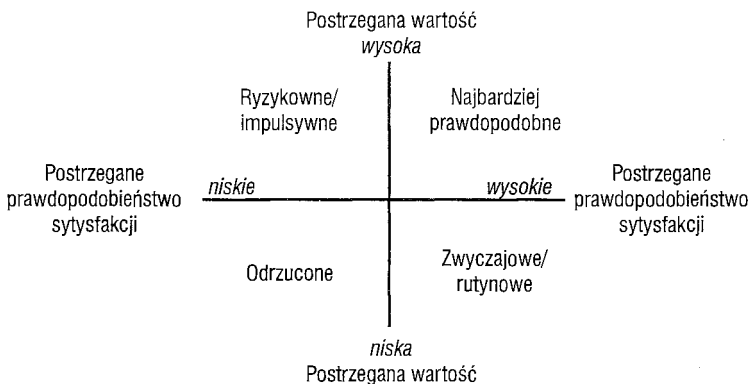 Postrzegana wartość
wysoka
Ryzykowne/
impulsywne
Najbardziej
prawdopodobne
Postrzegane
prawdopodobieństwo
sytysfakcji
niskie
wysokie
Postrzegane
prawdopodobieństwo
sytysfakcji
Odrzucone
Zwyczajowe/
rutynowe
niska
Postrzegana wartość